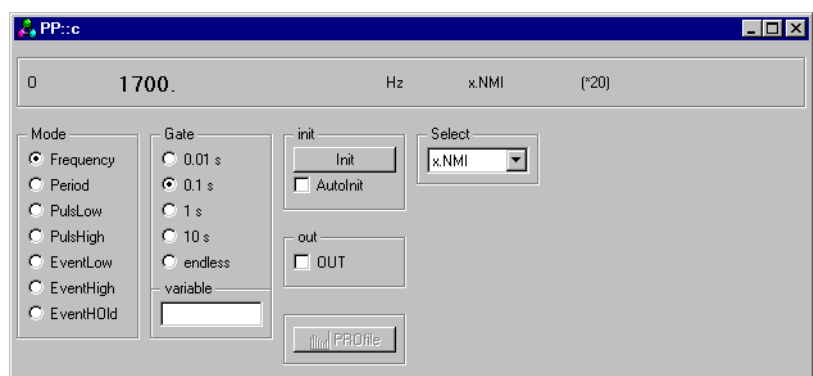 PP::c
0 1700. Hz x.NMI (*20)
Mode
Frequency
Period
PulsLow
PulsHigh
EventLow
EventHigh
EventHOld
Gate
0.01 s
0.1 s
1 s
10 s
endless
variable
init
Init
AutoInit
out
OUT
PROfile
Select
x.NMI